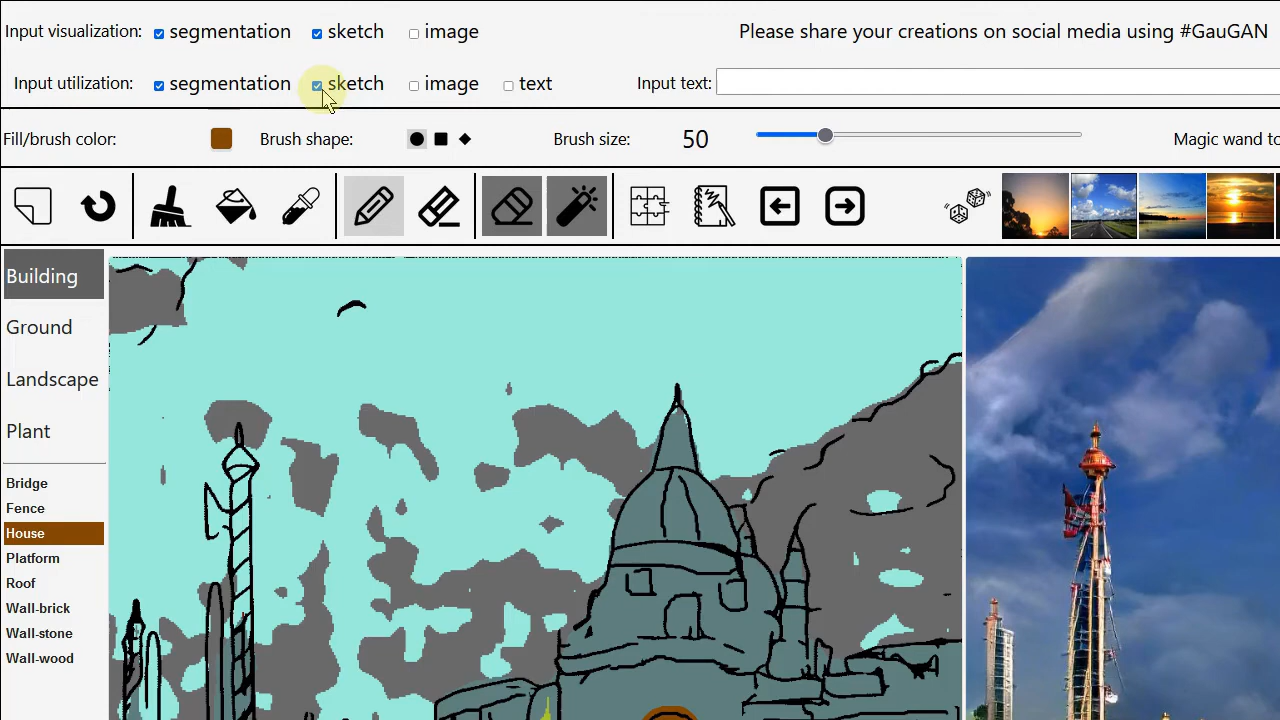 Input visualization: segmentation sketch image Please share your creations on social media using #GauGAN
Input utilization: segmentation sketch image text Input text:
Fill/brush color: Brush shape: Brush size: 50 Magic wand to
Building
Ground
Landscape
Plant
Bridge
Fence
House
Platform
Roof
Wall-brick
Wall-stone
Wall-wood